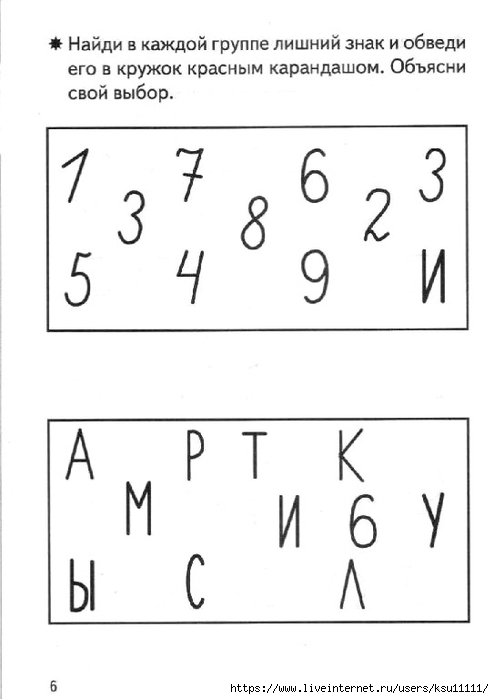 ✷ Найди в каждой группе лишний знак и обведи
его в кружок красным карандашом. Объясни
свой выбор.
1 7 6 3
3 8 2
5 4 9 И
А Р Т К
М И 6 У
Ы С Л
6
https://www.liveinternet.ru/users/ksu11111/